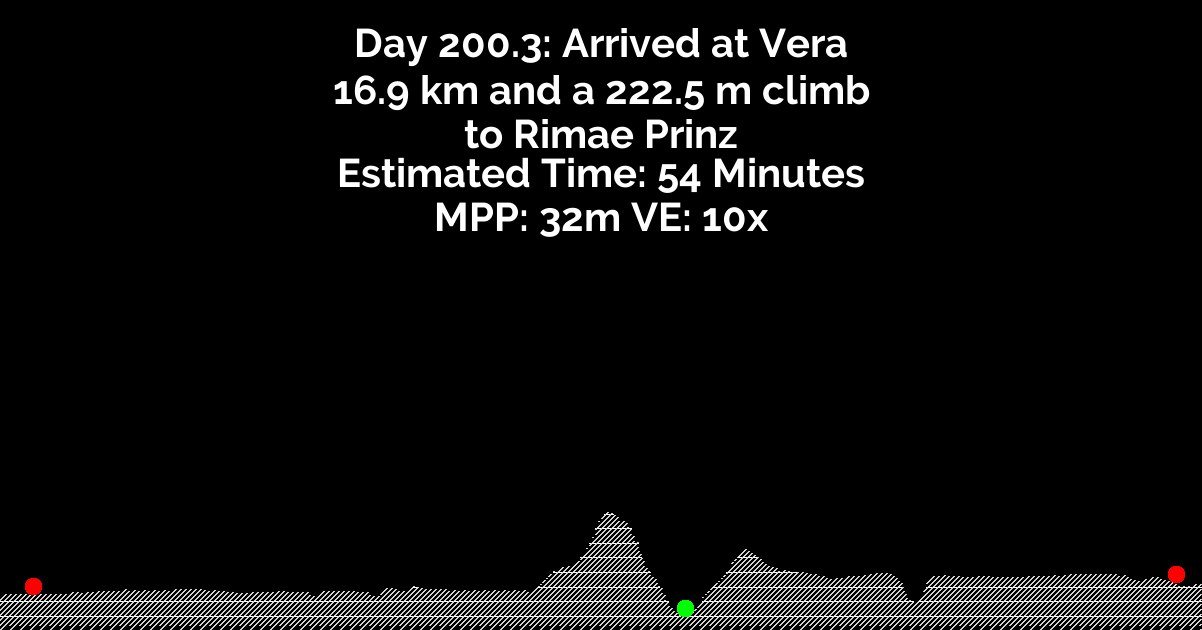 Day 200.3: Arrived at Vera
16.9 km and a 222.5 m climb
to Rimae Prinz
Estimated Time: 54 Minutes
MPP: 32m VE: 10x